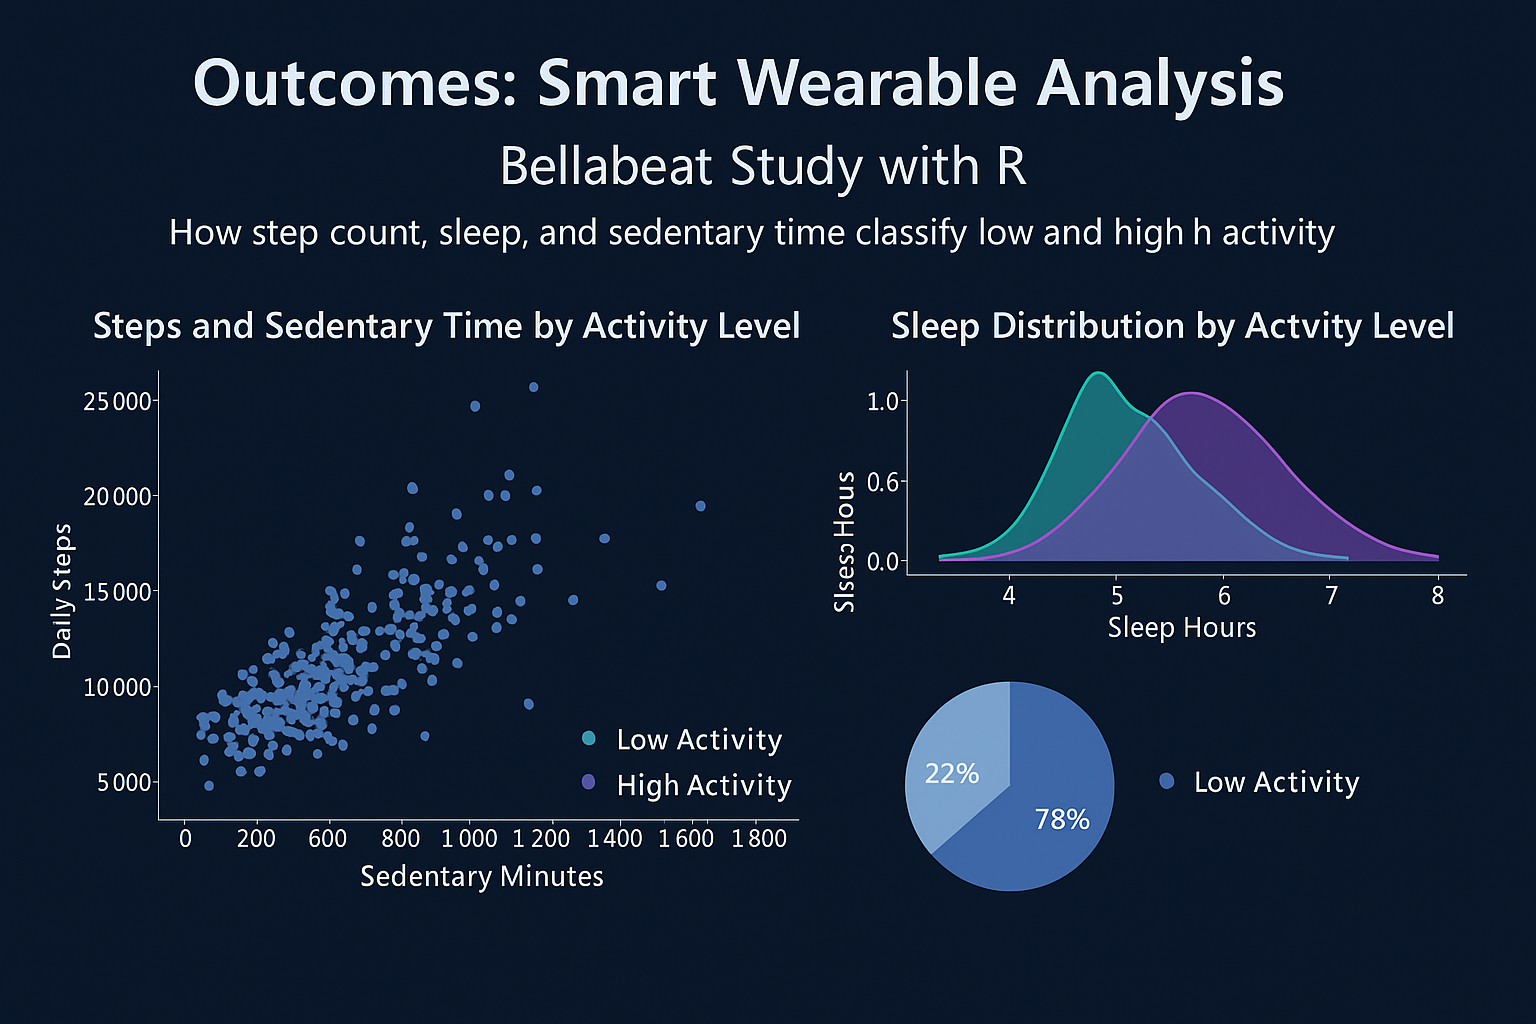 Outcomes: Smart Wearable Analysis
Bellabeat Study with R
How step count, sleep, and sedentary time classify low and high h activity
Steps and Sedentary Time by Activity Level
25 000
20 000
15 000
10 000
5 000
Daily Steps
Low Activity
High Activity
0 200 600 800 1 000 1 200 1 400 1 600 1 800
Sedentary Minutes
Sleep Distribution by Actvity Level
1.0
0.6
0.0
Hous
4 5 6 7 8
Sleep Hours
22%
78%
Low Activity